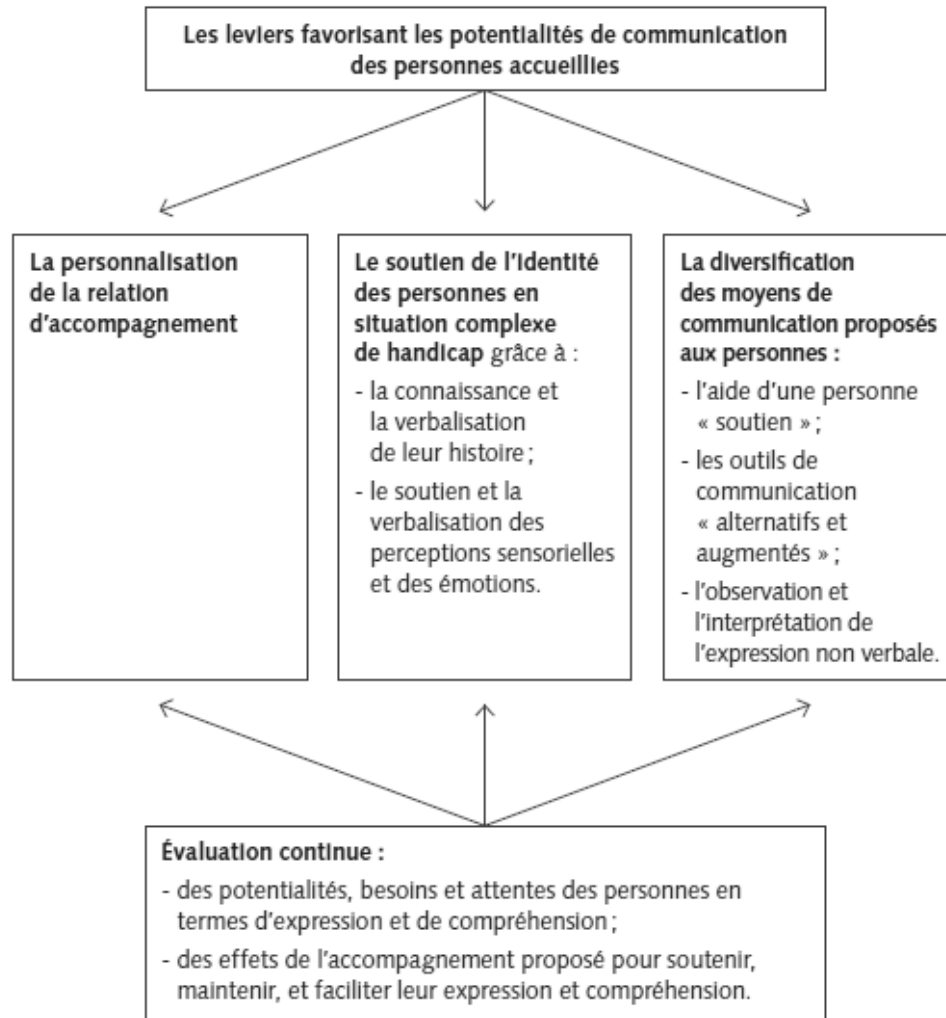 Les leviers favorisant les potentialités de communication
des personnes accueillies
La personnalisation
de la relation
d'accompagnement
Le soutien de l'identité
des personnes en
situation complexe
de handicap grâce à :
- la connaissance et
la verbalisation
de leur histoire ;
- le soutien et la
verbalisation des
perceptions sensorielles
et des émotions.
La diversification
des moyens de
communication proposés
aux personnes :
- l'aide d'une personne
« soutien » ;
- les outils de
communication
« alternatifs et
augmentés » ;
- l'observation et
l'interprétation de
l'expression non verbale.
Évaluation continue :
- des potentialités, besoins et attentes des personnes en
termes d'expression et de compréhension ;
- des effets de l'accompagnement proposé pour soutenir,
maintenir, et faciliter leur expression et compréhension.